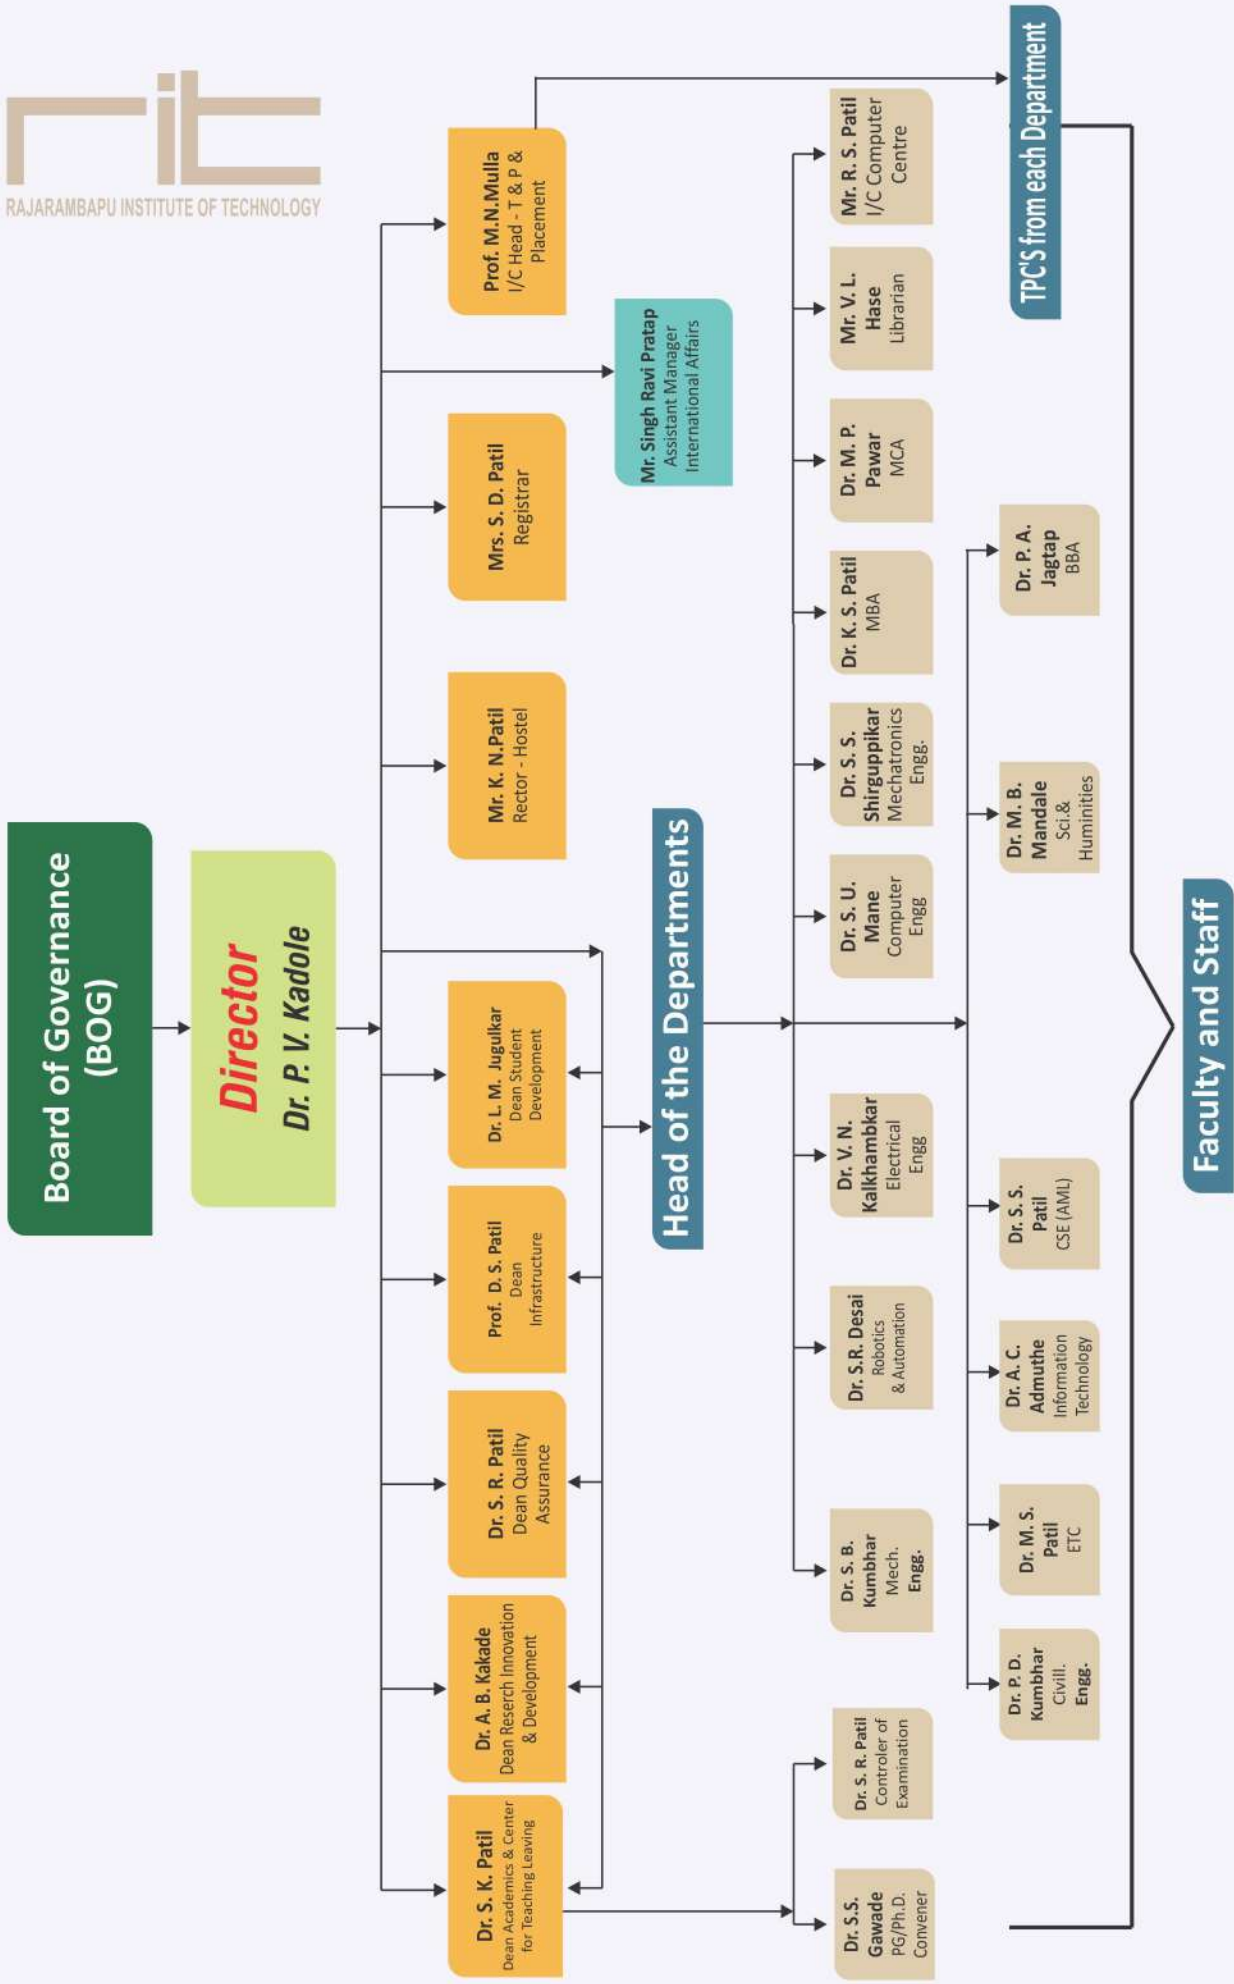 RAJARAMBAPU INSTITUTE OF TECHNOLOGY
Board of Governance
(BOG)
Director
Dr. P. V. Kadole
Dr. S. K. Patil
Dean Academics & Center
for Teaching Leaving
Dr. A. B. Kakade
Dean Reserch Innovation
& Development
Dr. S. R. Patil
Dean Quality
Assurance
Prof. D. S. Patil
Dean
Infrastructure
Dr. L. M. Jugulkar
Dean Student
Development
Mr. K. N.Patil
Rector - Hostel
Mrs. S. D. Patil
Registrar
Prof. M.N.Mulla
I/C Head - T & P &
Placement
Mr. Singh Ravi Pratap
Assistant Manager
International Affairs
Head of the Departments
Dr. S.S.
Gawade
PG/Ph.D.
Convener
Dr. S. R. Patil
Controler of
Examination
Dr. S. B.
Kumbhar
Mech.
Engg.
Dr. S.R. Desai
Robotics
& Automation
Dr. V. N.
Kalkhambkar
Electrical
Engg
Dr. S. U.
Mane
Computer
Engg
Dr. S. S.
Shirguppikar
Mechatronics
Engg.
Dr. K. S. Patil
MBA
Dr. M. P.
Pawar
MCA
Mr. V. L.
Hase
Librarian
Mr. R. S. Patil
I/C Computer
Centre
Dr. P. D.
Kumbhar
Civill.
Engg.
Dr. M. S.
Patil
ETC
Dr. A. C.
Admuthe
Information
Technology
Dr. S. S.
Patil
CSE (AML)
Dr. M. B.
Mandale
Sci.&
Huminities
Dr. P. A.
Jagtap
BBA
TPC'S from each Department
Faculty and Staff